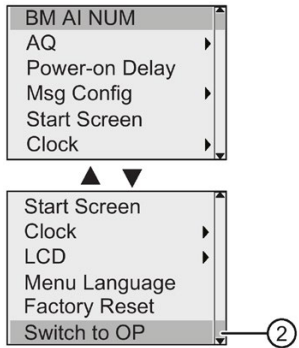 BM AI NUM
AQ
Power-on Delay
Msg Config
Start Screen
Clock
Start Screen
Clock
LCD
Menu Language
Factory Reset
Switch to OP
2